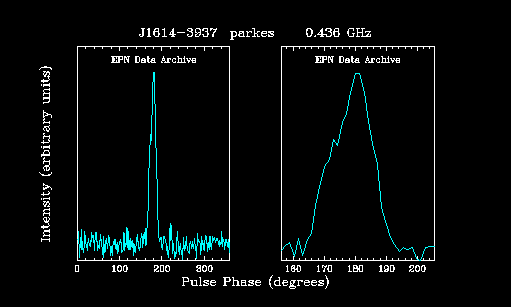 J1614-3937 parkes 0.436 GHz
EPN Data Archive
EPN Data Archive
Intensity (arbitrary units)
0 100 200 300
160 170 180 190 200
Pulse Phase (degrees)